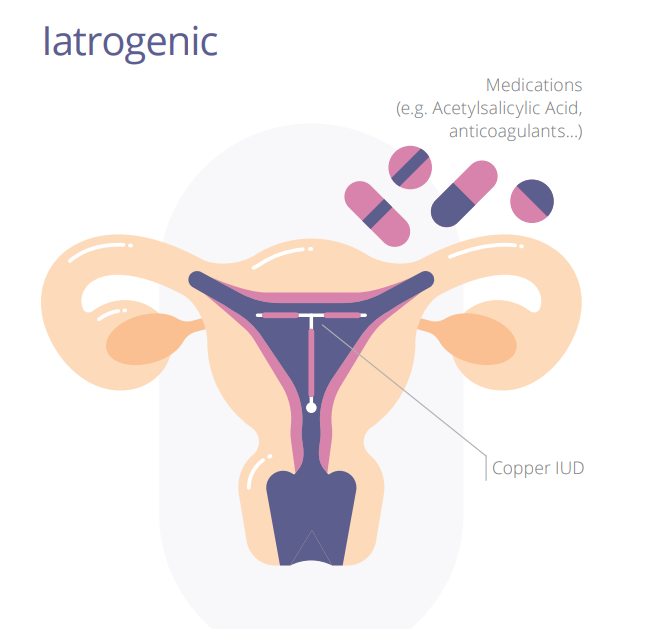 Iatrogenic
Medications
(e.g. Acetylsalicylic Acid,
anticoagulants...)
Copper IUD